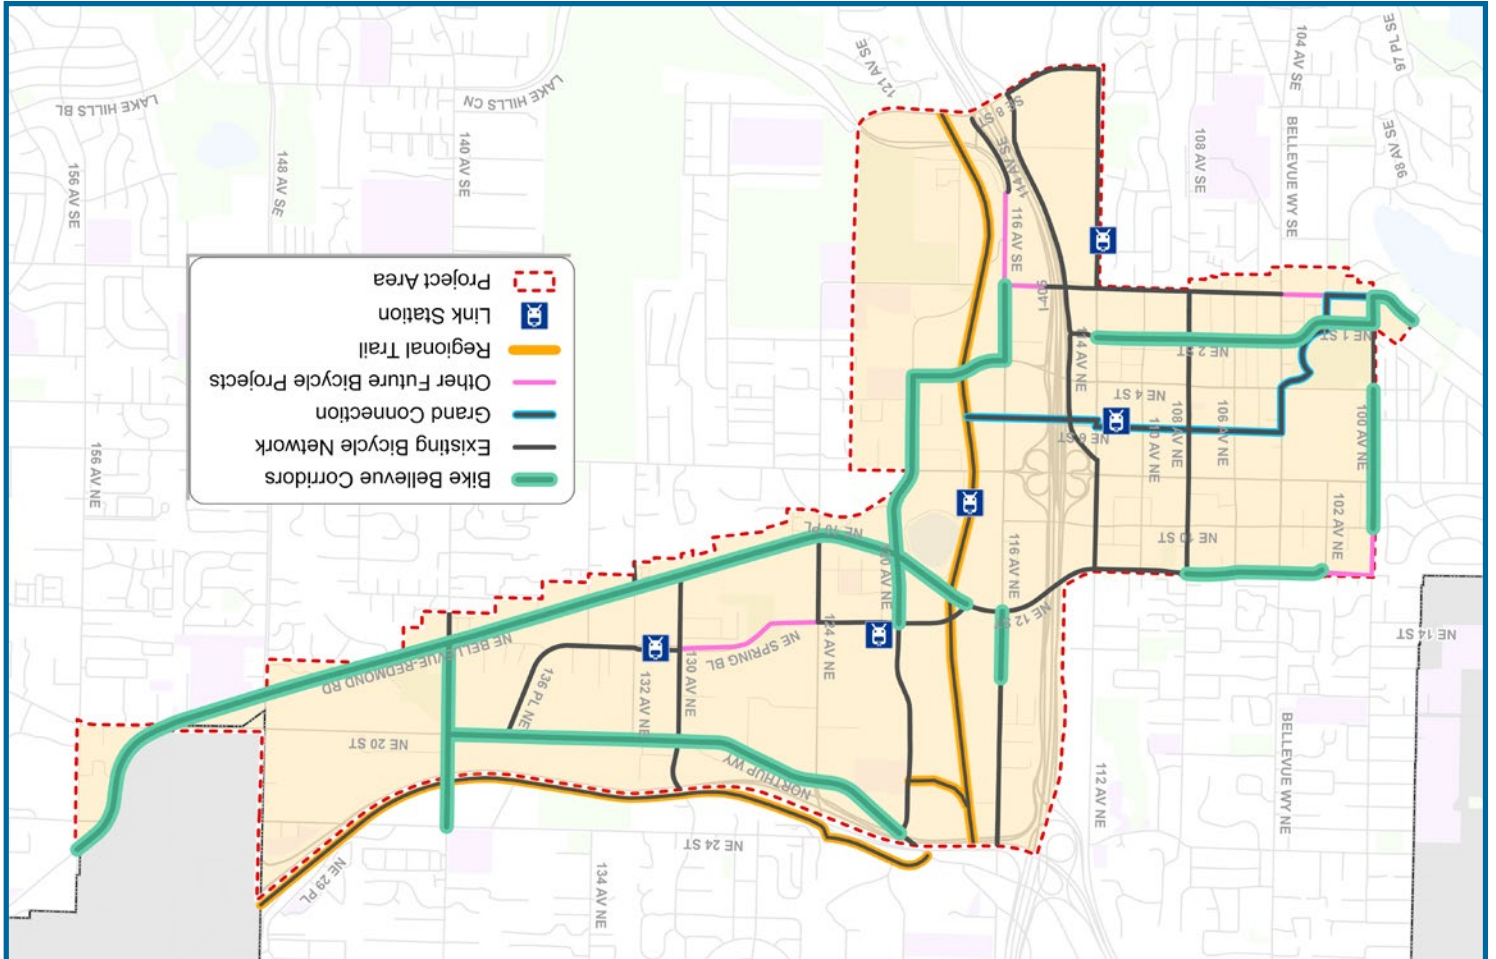 134 AV NE
NE 29 PL
NE 24 ST
112 AV NE
BELLEVUE WY NE
NORTHUP WY
NE 20 ST
132 AV NE
136 PL NE
130 AV NE
NE BELLEVUE-REDMOND RD
NE SPRING BL
124 AV NE
NE 14 ST
NE 12 ST
116 AV NE
NE 10 ST
102 AV NE
100 AV NE
106 AV NE
108 AV NE
110 AV NE
NE 6 ST
156 AV NE
Bike Bellevue Corridors
Existing Bicycle Network
Grand Connection
Other Future Bicycle Projects
Regional Trail
Link Station
Project Area
NE 4 ST
NE 2 ST
NE 1 ST
114 AV NE
I-405
116 AV SE
114 AV SE
SE 8 ST
BELLEVUE WY SE
108 AV SE
98 AV SE
140 AV SE
148 AV SE
156 AV SE
LAKE HILLS CN
LAKE HILLS BL
121 AV SE
104 AV SE
97 PL SE